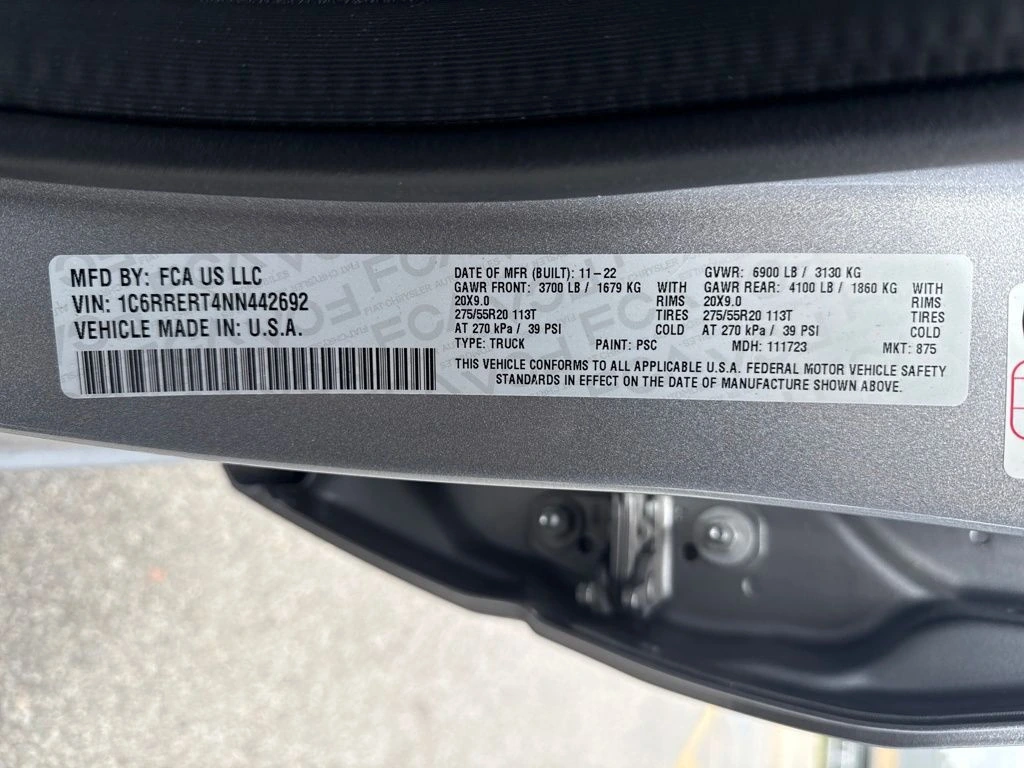 MFD BY: FCA US LLC
VIN: 1C6RRERT4NN442692
VEHICLE MADE IN: U.S.A.
DATE OF MFR (BUILT): 11-22
GAWR FRONT: 3700 LB / 1679 KG WITH
20X9.0 RIMS
275/55R20 113T TIRES
AT 270 kPa / 39 PSI COLD
TYPE: TRUCK PAINT: PSC
GVWR: 6900 LB / 3130 KG
GAWR REAR: 4100 LB / 1860 KG WITH
20X9.0 RIMS
275/55R20 113T TIRES
AT 270 kPa / 39 PSI COLD
MDH: 111723 MKT: 875
THIS VEHICLE CONFORMS TO ALL APPLICABLE U.S.A. FEDERAL MOTOR VEHICLE SAFETY
STANDARDS IN EFFECT ON THE DATE OF MANUFACTURE SHOWN ABOVE.